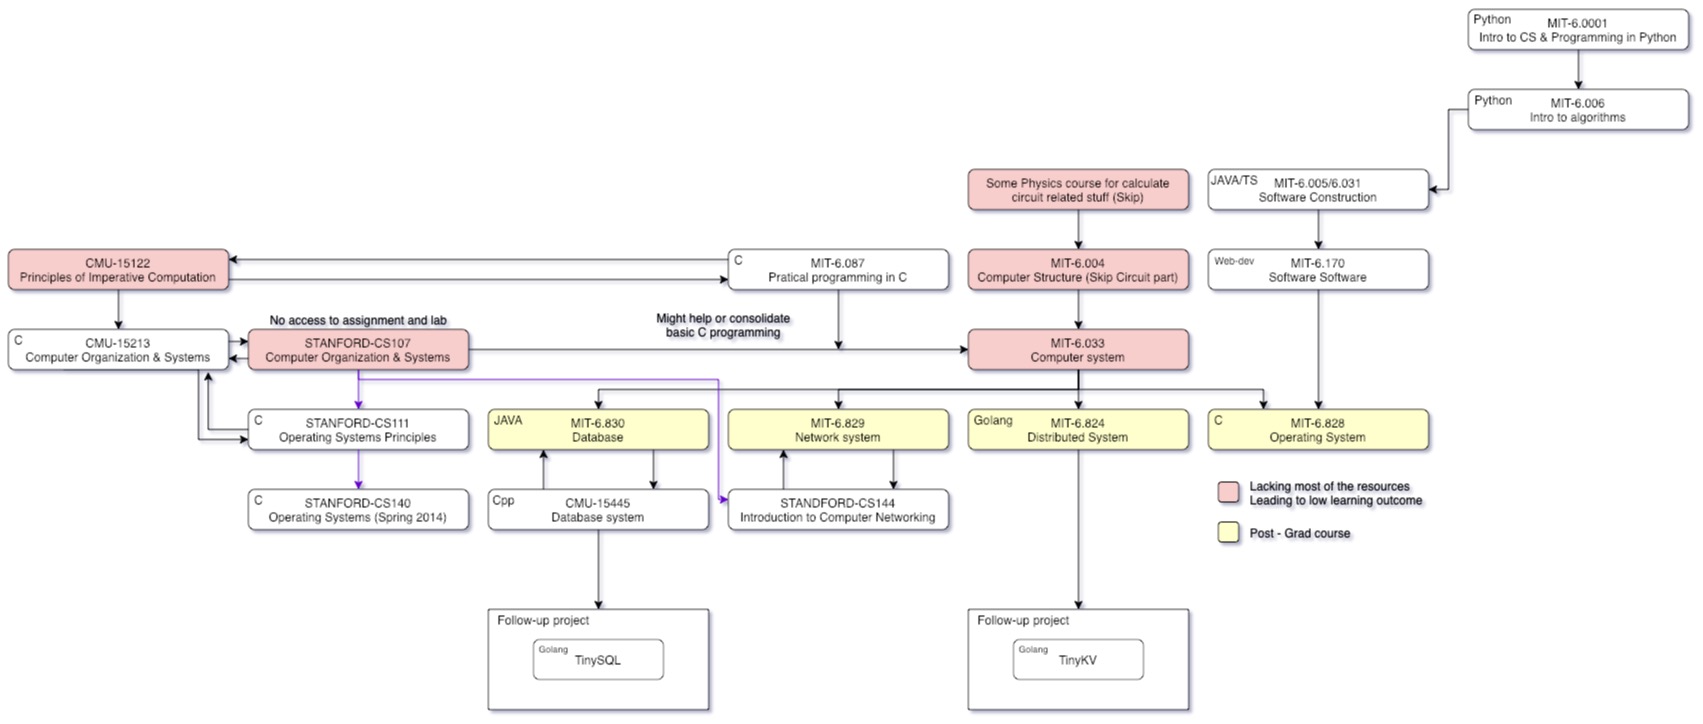 Python
MIT-6.0001
Intro to CS & Programming in Python
Python
MIT-6.006
Intro to algorithms
Some Physics course for calculate
circuit related stuff (Skip)
JAVA/TS
MIT-6.005/6.031
Software Construction
CMU-15122
Principles of Imperative Computation
C
MIT-6.087
Pratical programming in C
MIT-6.004
Computer Structure (Skip Circuit part)
Web-dev
MIT-6.170
Software Software
No access to assignment and lab
Might help or consolidate
basic C programming
C
CMU-15213
Computer Organization & Systems
STANFORD-CS107
Computer Organization & Systems
MIT-6.033
Computer system
C
STANFORD-CS111
Operating Systems Principles
JAVA
MIT-6.830
Database
MIT-6.829
Network system
Golang
MIT-6.824
Distributed System
C
MIT-6.828
Operating System
C
STANFORD-CS140
Operating Systems (Spring 2014)
Cpp
CMU-15445
Database system
STANDFORD-CS144
Introduction to Computer Networking
Lacking most of the resources
Leading to low learning outcome
Post - Grad course
Follow-up project
Golang
TinySQL
Follow-up project
Golang
TinyKV